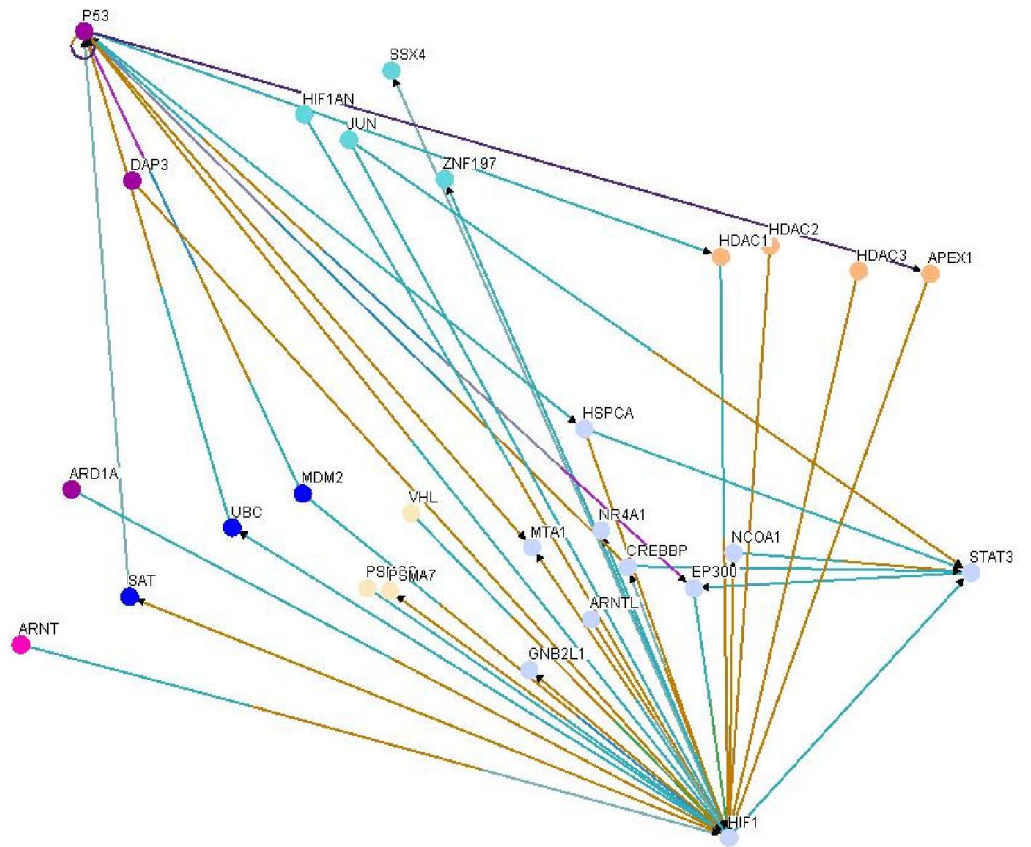 P53
SSX4
HIF1AN
JUN
DAP3
ZNF197
HDAC2
HDAC1
HDAC3
APEX1
HSPCA
ARD1A
MDM2
VHL
UBC
NR4A1
MTA1
NCOA1
CREBBP
STAT3
EP300
SAT
PSMA7
ARNTL
ARNT
GNB2L1
HIF1